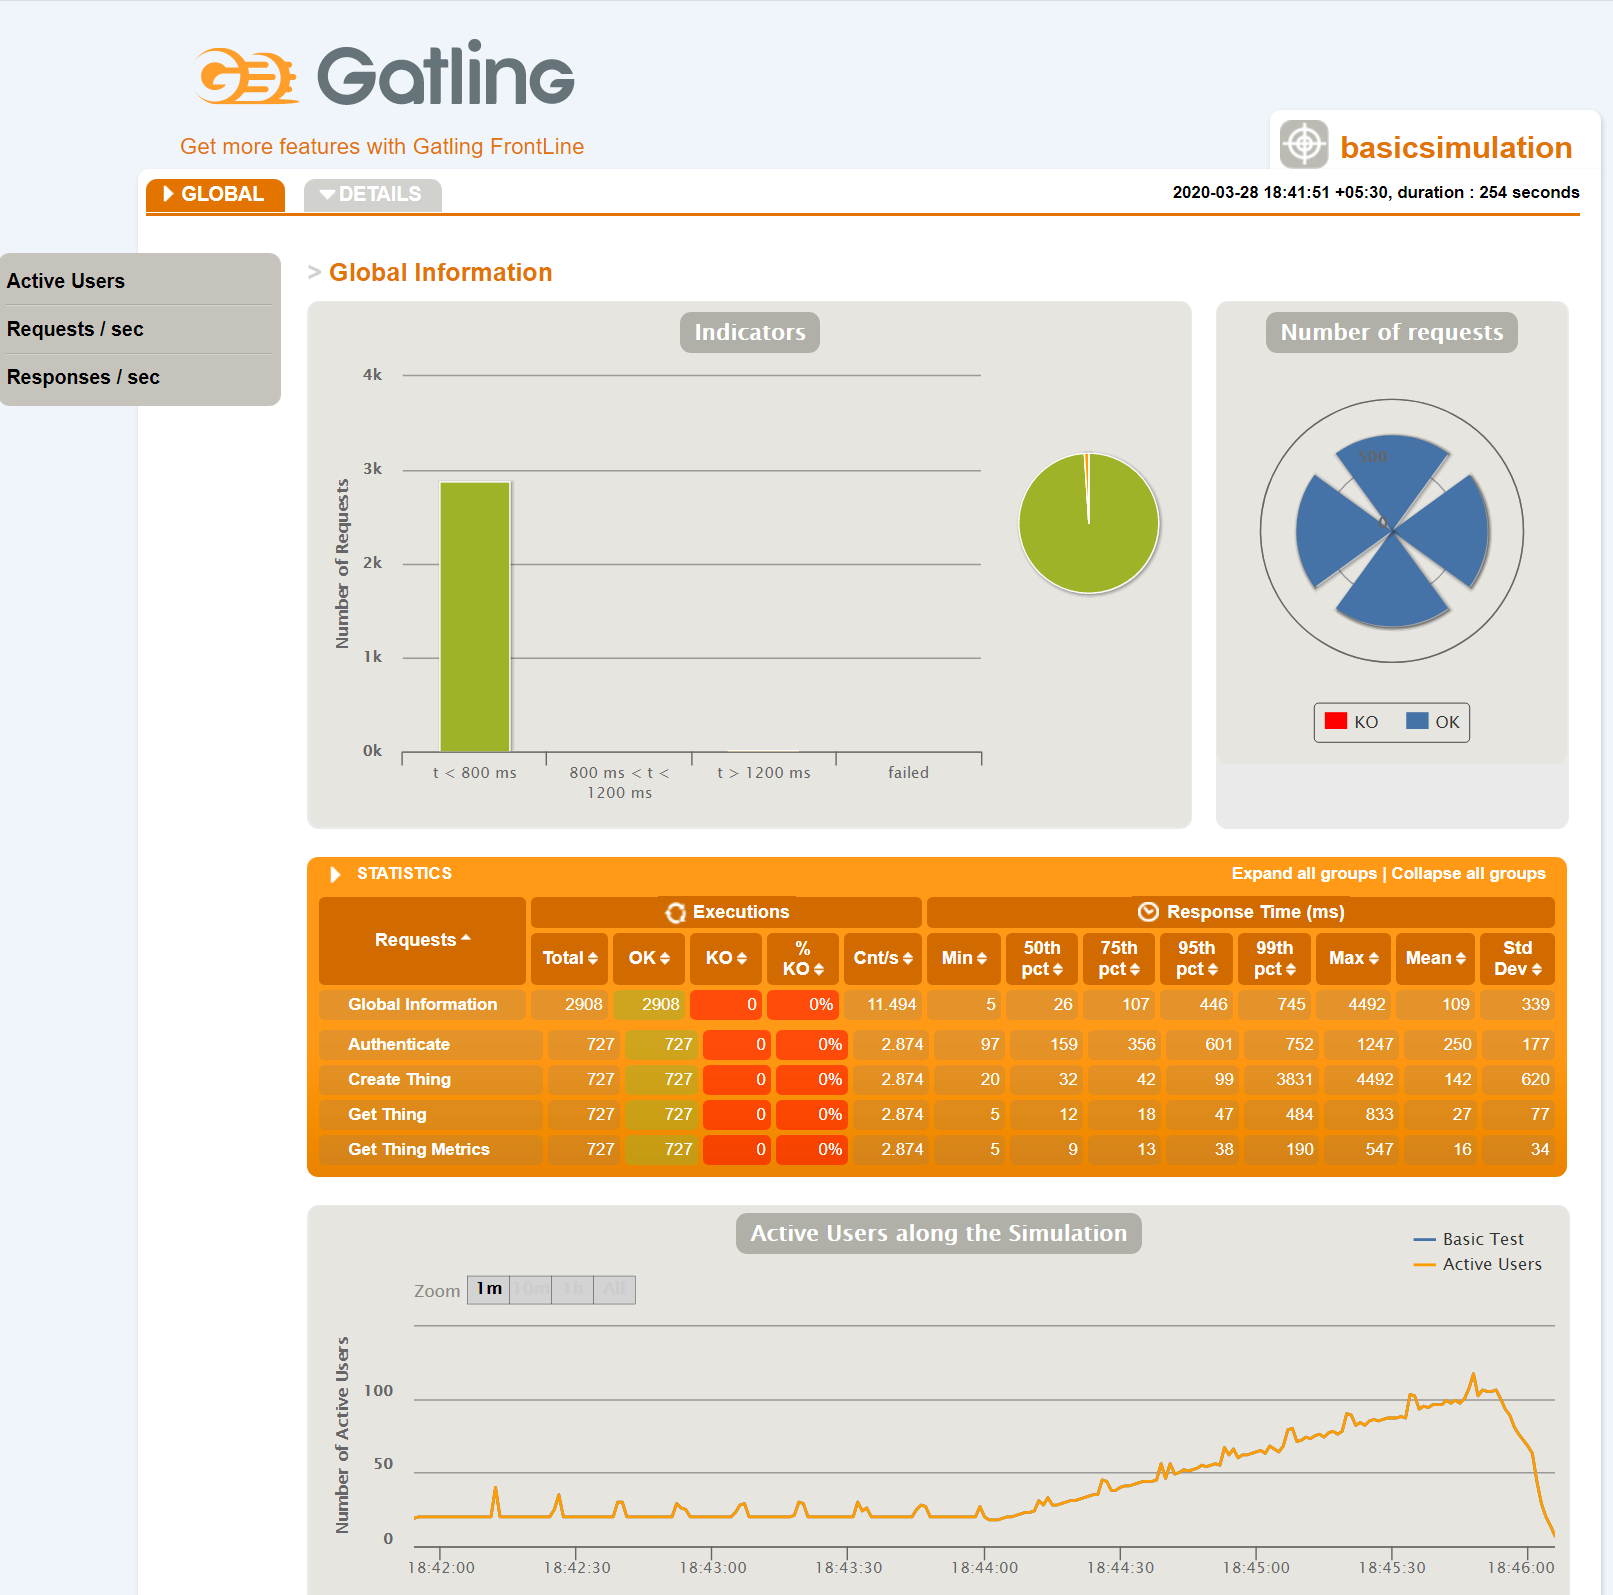 Gatling
Get more features with Gatling FrontLine
basicsimulation
GLOBAL
DETAILS
2020-03-28 18:41:51 +05:30, duration : 254 seconds
Active Users
Requests / sec
Responses / sec
> Global Information
Indicators
4k
3k
2k
1k
0k
Number of Requests
t < 800 ms
800 ms < t <
1200 ms
t > 1200 ms
failed
Number of requests
500
0
KO OK
STATISTICS
Expand all groups | Collapse all groups
Requests
Executions
Response Time (ms)
Total OK KO % KO Cnt/s Min 50th pct 75th pct 95th pct 99th pct Max Mean Std Dev
Global Information 2908 2908 0 0% 11.494 5 26 107 446 745 4492 109 339
Authenticate 727 727 0 0% 2.874 97 159 356 601 752 1247 250 177
Create Thing 727 727 0 0% 2.874 20 32 42 99 3831 4492 142 620
Get Thing 727 727 0 0% 2.874 5 12 18 47 484 833 27 77
Get Thing Metrics 727 727 0 0% 2.874 5 9 13 38 190 547 16 34
Active Users along the Simulation
Basic Test
Active Users
Zoom 1m 10m 1h All
Number of Active Users
100
50
0
18:42:00 18:42:30 18:43:00 18:43:30 18:44:00 18:44:30 18:45:00 18:45:30 18:46:00